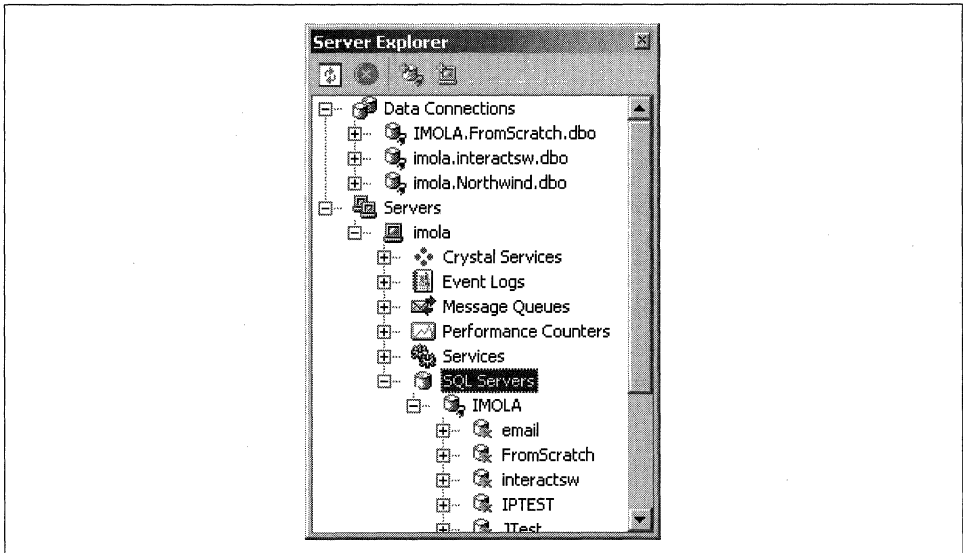 Server Explorer
Data Connections
IMOLA.FromScratch.dbo
imola.interactsw.dbo
imola.Northwind.dbo
Servers
imola
Crystal Services
Event Logs
Message Queues
Performance Counters
Services
SQL Servers
IMOLA
email
FromScratch
interactsw
IPTEST
JTest